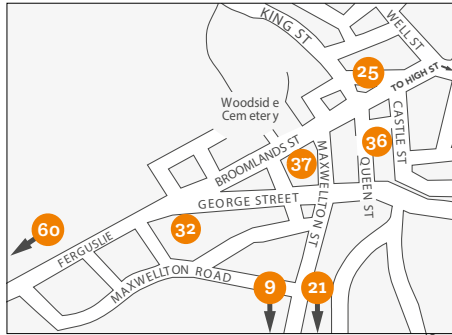 KING ST
WELL ST
25
TO HIGH ST
Woodside
Cemetery
BROOMLANDS ST
37
MAXWELLTON ST
36
QUEEN ST
CASTLE ST
GEORGE STREET
60
FERGUSLIE
32
MAXWELLTON ROAD
9
21